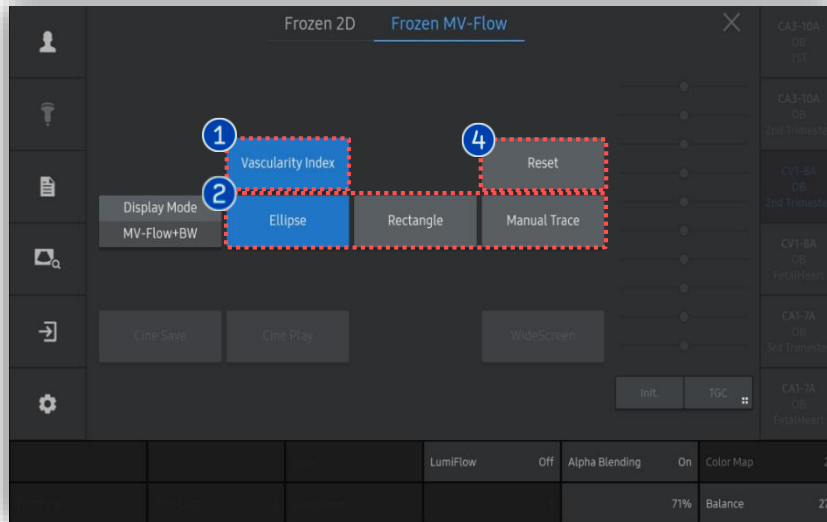 Frozen 2D
Frozen MV-Flow
CA3-10A
OB
1ST
CA3-10A
OB
2nd Trimester
1
4
Vascularity Index
Reset
CV1-8A
OB
2nd Trimester
2
Display Mode
MV-Flow+BW
Ellipse
Rectangle
Manual Trace
CV1-8A
OB
FetalHeart
CA1-7A
OB
3rd Trimester
Cine Save
Cine Play
WideScreen
Init.
TGC
CA1-7A
OB
FetalHeart
LumiFlow
Off
Alpha Blending
On
Color Map
71%
Balance